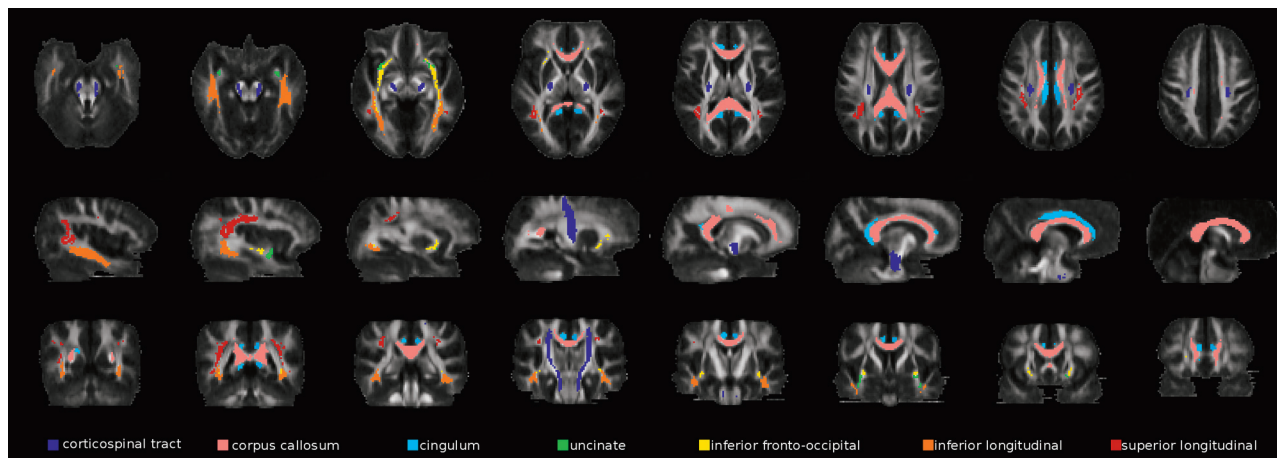 corticospinal tract corpus callosum cingulum uncinate inferior fronto-occipital inferior longitudinal superior longitudinal